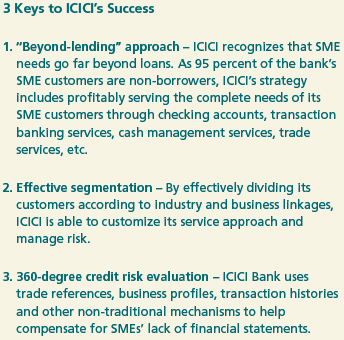 3 Keys to ICICI’s Success
1. “Beyond-lending” approach – ICICI recognizes that SME
needs go far beyond loans. As 95 percent of the bank’s
SME customers are non-borrowers, ICICI’s strategy
includes profitably serving the complete needs of its
SME customers through checking accounts, transaction
banking services, cash management services, trade
services, etc.
2. Effective segmentation – By effectively dividing its
customers according to industry and business linkages,
ICICI is able to customize its service approach and
manage risk.
3. 360-degree credit risk evaluation – ICICI Bank uses
trade references, business profiles, transaction histories
and other non-traditional mechanisms to help
compensate for SMEs’ lack of financial statements.